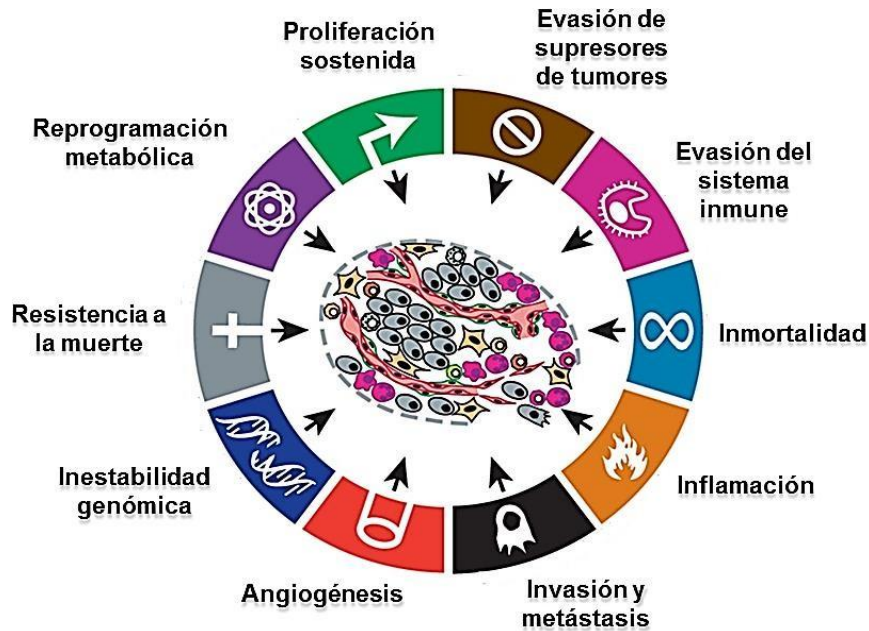 Proliferación
sostenida
Evasión de
supresores
de tumores
Evasión del
sistema
inmune
Inmortalidad
Inflamación
Invasión y
metástasis
Angiogénesis
Inestabilidad
genómica
Resistencia a
la muerte
Reprogramación
metabólica